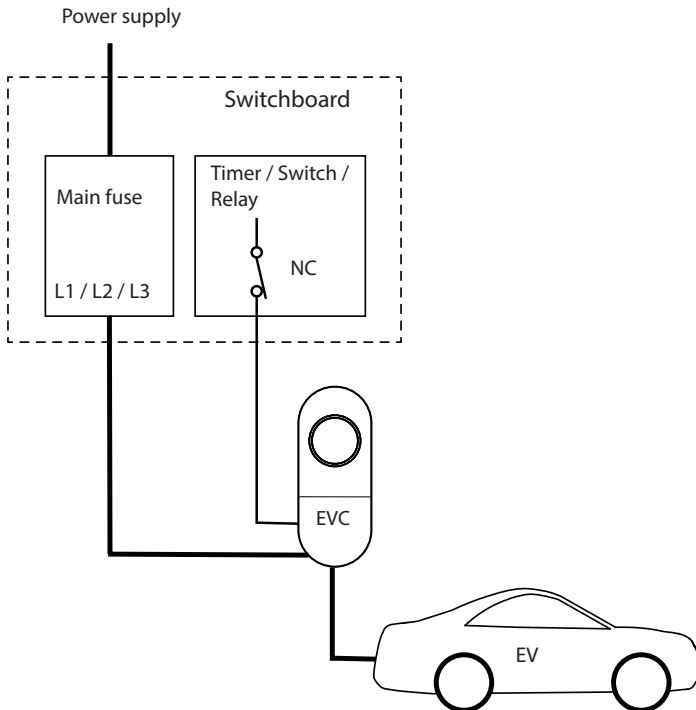 Power supply
Switchboard
Main fuse
L1 / L2 / L3
Timer / Switch /
Relay
NC
EVC
EV